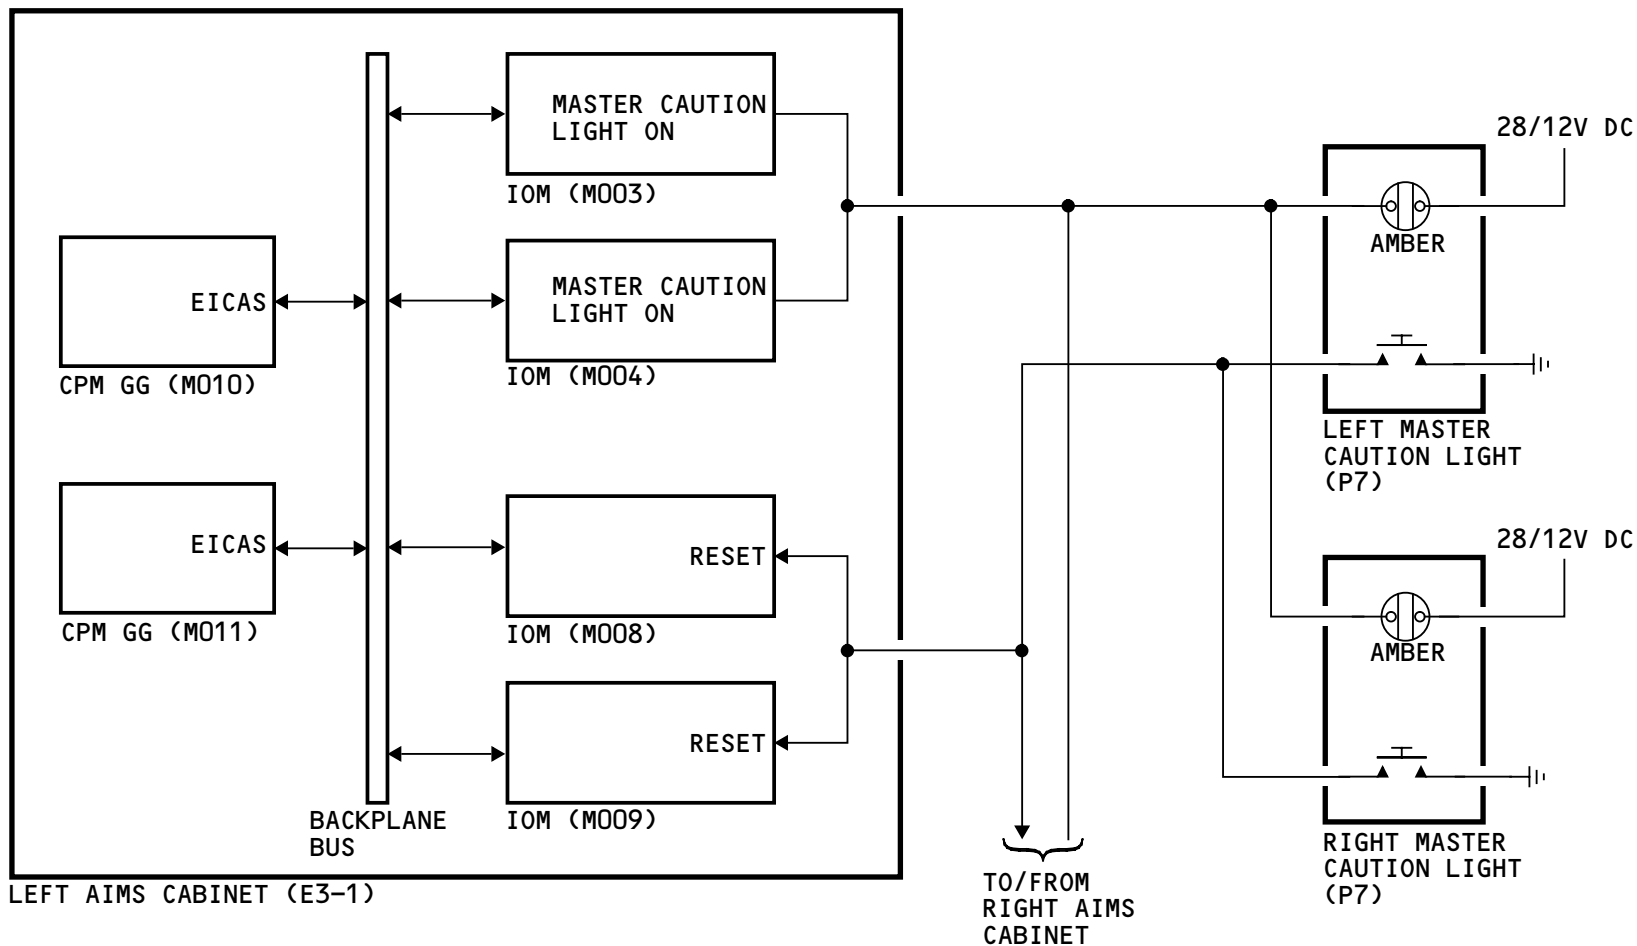 MASTER CAUTION
LIGHT ON
IOM (M003)
MASTER CAUTION
LIGHT ON
IOM (M004)
EICAS
CPM GG (M010)
EICAS
CPM GG (M011)
RESET
IOM (M008)
RESET
IOM (M009)
BACKPLANE
BUS
LEFT AIMS CABINET (E3-1)
28/12V DC
AMBER
LEFT MASTER
CAUTION LIGHT
(P7)
28/12V DC
AMBER
RIGHT MASTER
CAUTION LIGHT
(P7)
TO/FROM
RIGHT AIMS
CABINET